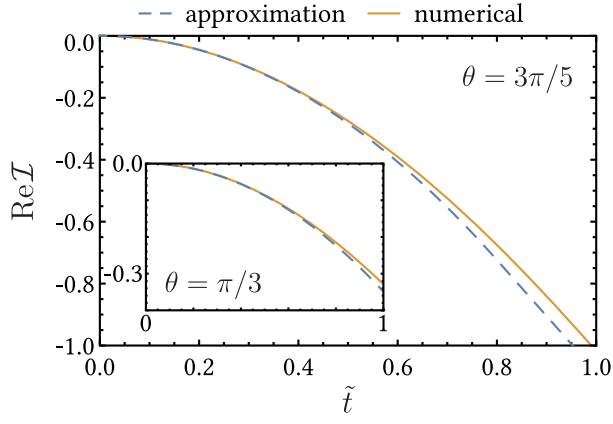 approximation numerical
0.0
-0.2
-0.4
-0.6
-0.8
-1.0
Re𝓘
θ = 3π/5
0.0
-0.3
θ = π/3
0 1
0.0 0.2 0.4 0.6 0.8 1.0
t̃